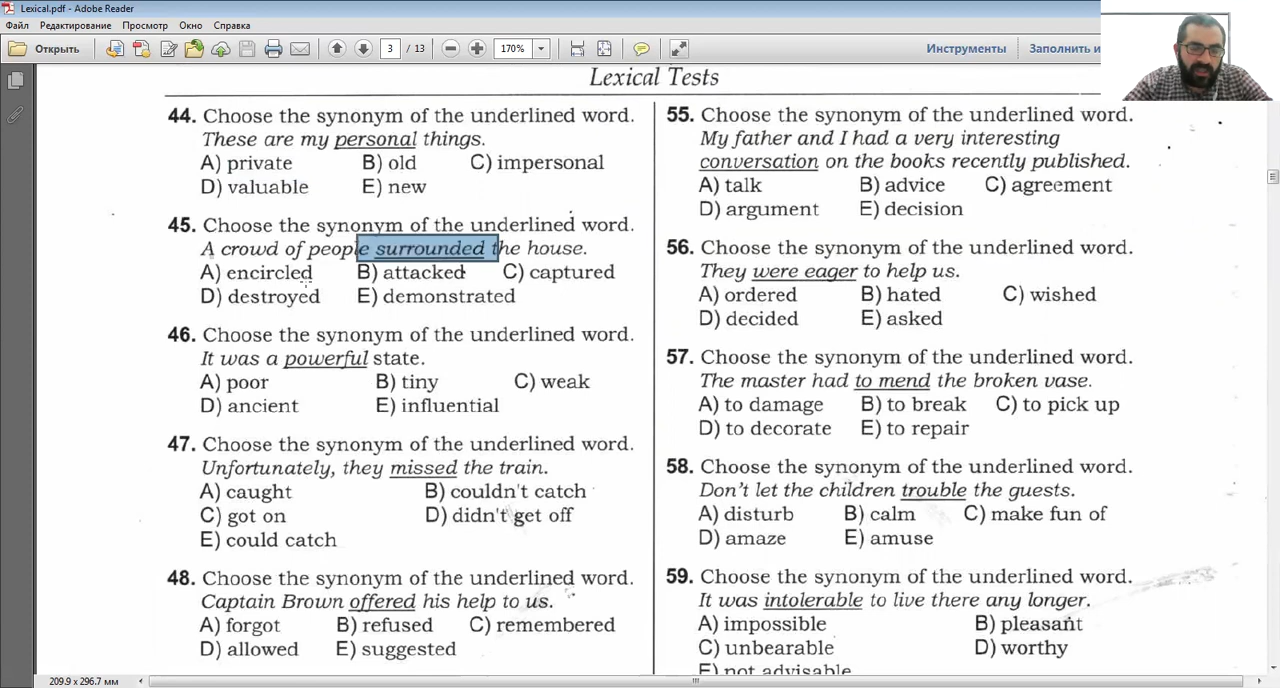 Lexical.pdf - Adobe Reader
Файл Редактирование Просмотр Окно Справка
Открыть 3 / 13 170% Инструменты Заполнить и
Lexical Tests
44. Choose the synonym of the underlined word.
These are my personal things.
A) private B) old C) impersonal
D) valuable E) new
45. Choose the synonym of the underlined word.
A crowd of people surrounded the house.
A) encircled B) attacked C) captured
D) destroyed E) demonstrated
46. Choose the synonym of the underlined word.
It was a powerful state.
A) poor B) tiny C) weak
D) ancient E) influential
47. Choose the synonym of the underlined word.
Unfortunately, they missed the train.
A) caught B) couldn't catch
C) got on D) didn't get off
E) could catch
48. Choose the synonym of the underlined word.
Captain Brown offered his help to us.
A) forgot B) refused C) remembered
D) allowed E) suggested
55. Choose the synonym of the underlined word.
My father and I had a very interesting
conversation on the books recently published.
A) talk B) advice C) agreement
D) argument E) decision
56. Choose the synonym of the underlined word.
They were eager to help us.
A) ordered B) hated C) wished
D) decided E) asked
57. Choose the synonym of the underlined word.
The master had to mend the broken vase.
A) to damage B) to break C) to pick up
D) to decorate E) to repair
58. Choose the synonym of the underlined word.
Don't let the children trouble the guests.
A) disturb B) calm C) make fun of
D) amaze E) amuse
59. Choose the synonym of the underlined word.
It was intolerable to live there any longer.
A) impossible B) pleasant
C) unbearable D) worthy
E) not advisable
209.9 x 296.7 мм